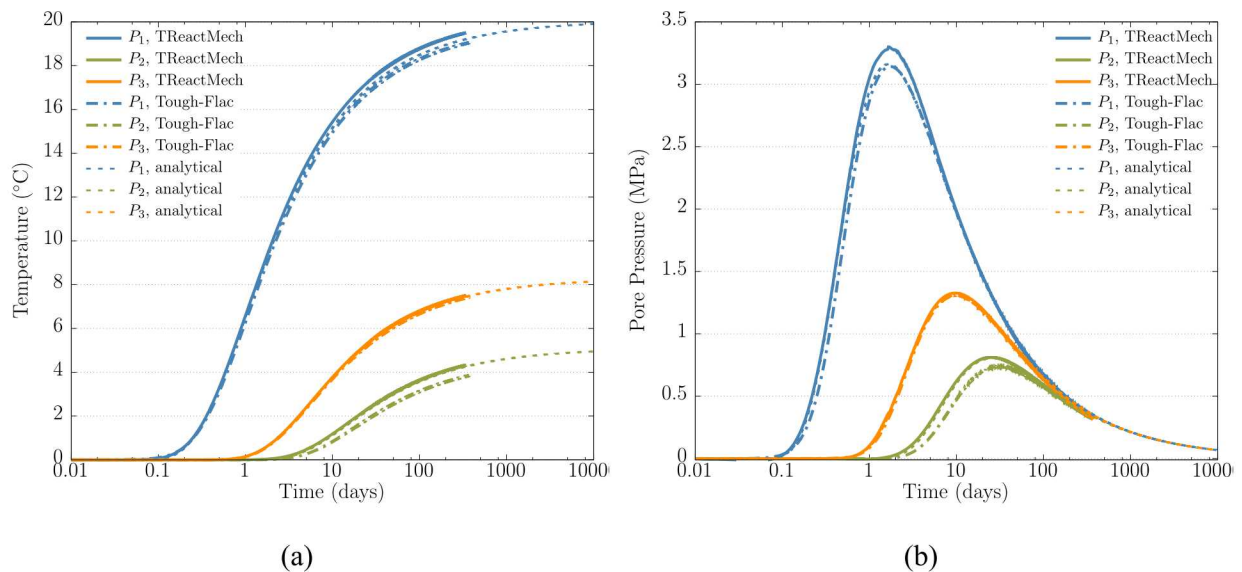 20
18
16
14
12
10
8
6
4
2
0
Temperature (°C)
P₁, TReactMech
P₂, TReactMech
P₃, TReactMech
P₁, Tough-Flac
P₂, Tough-Flac
P₃, Tough-Flac
P₁, analytical
P₂, analytical
P₃, analytical
0.01 0.1 1 10 100 1000 10000
Time (days)
(a)
3.5
3
2.5
2
1.5
1
0.5
0
Pore Pressure (MPa)
P₁, TReactMech
P₂, TReactMech
P₃, TReactMech
P₁, Tough-Flac
P₂, Tough-Flac
P₃, Tough-Flac
P₁, analytical
P₂, analytical
P₃, analytical
0.01 0.1 1 10 100 1000 10000
Time (days)
(b)